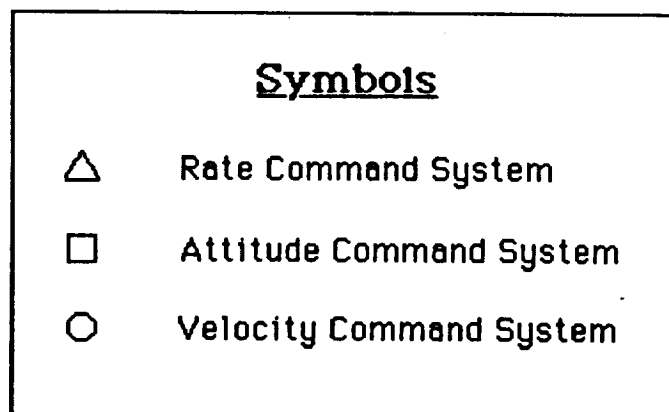 Symbols
Rate Command System
Attitude Command System
Velocity Command System